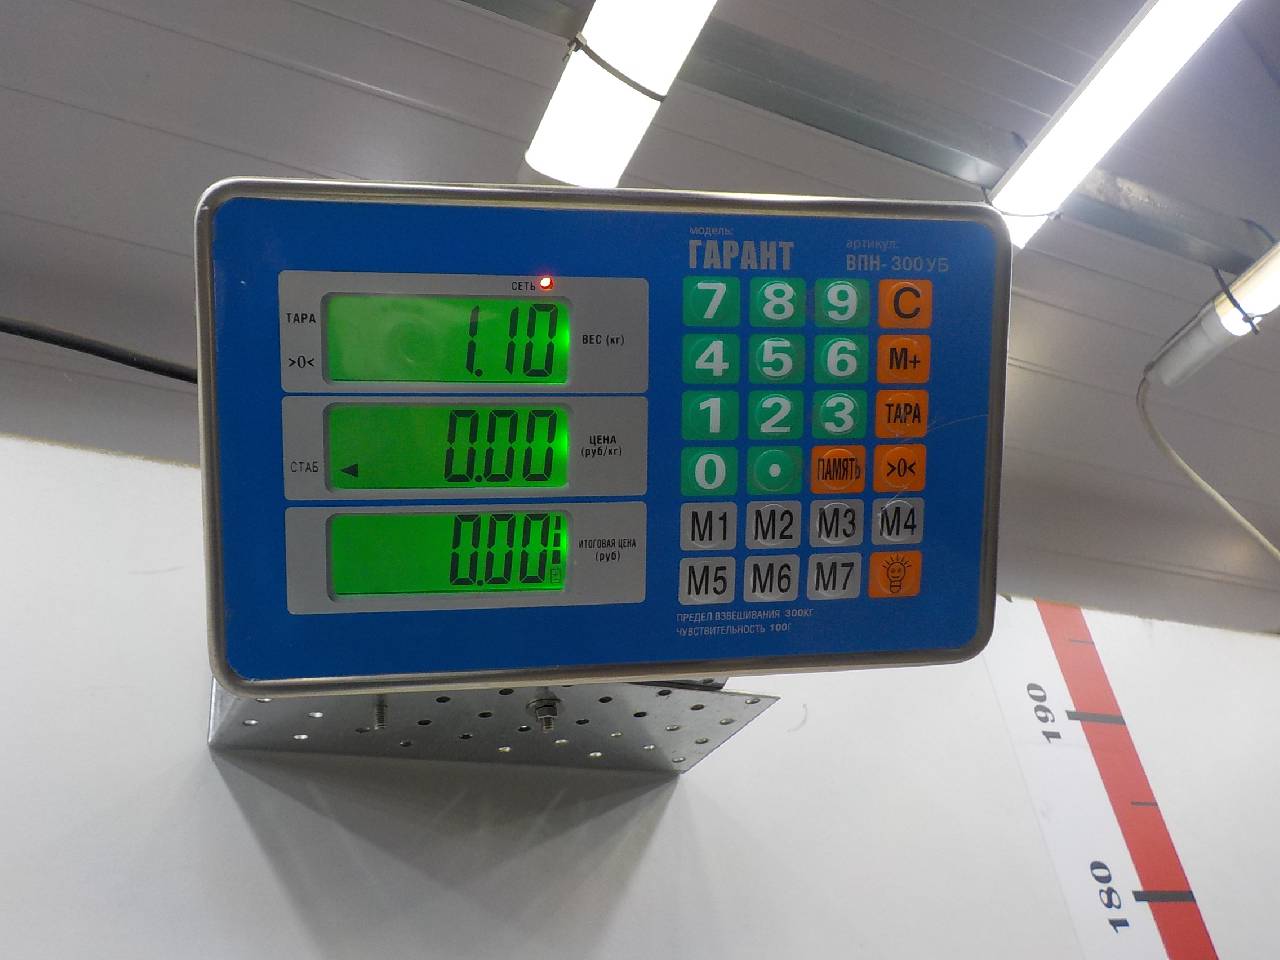 модель:
ГАРАНТ
артикул:
ВПН-300УБ
СЕТЬ
ТАРА
>0<
1.10
ВЕС (кг)
СТАБ
0.00
ЦЕНА
(руб/кг)
0.00
ИТОГОВАЯ ЦЕНА
(руб)
7 8 9 C
4 5 6 M+
1 2 3 ТАРА
0 . ПАМЯТЬ >0<
M1 M2 M3 M4
M5 M6 M7
ПРЕДЕЛ ВЗВЕШИВАНИЯ 300КГ
ЧУВСТВИТЕЛЬНОСТЬ 100Г
190
180